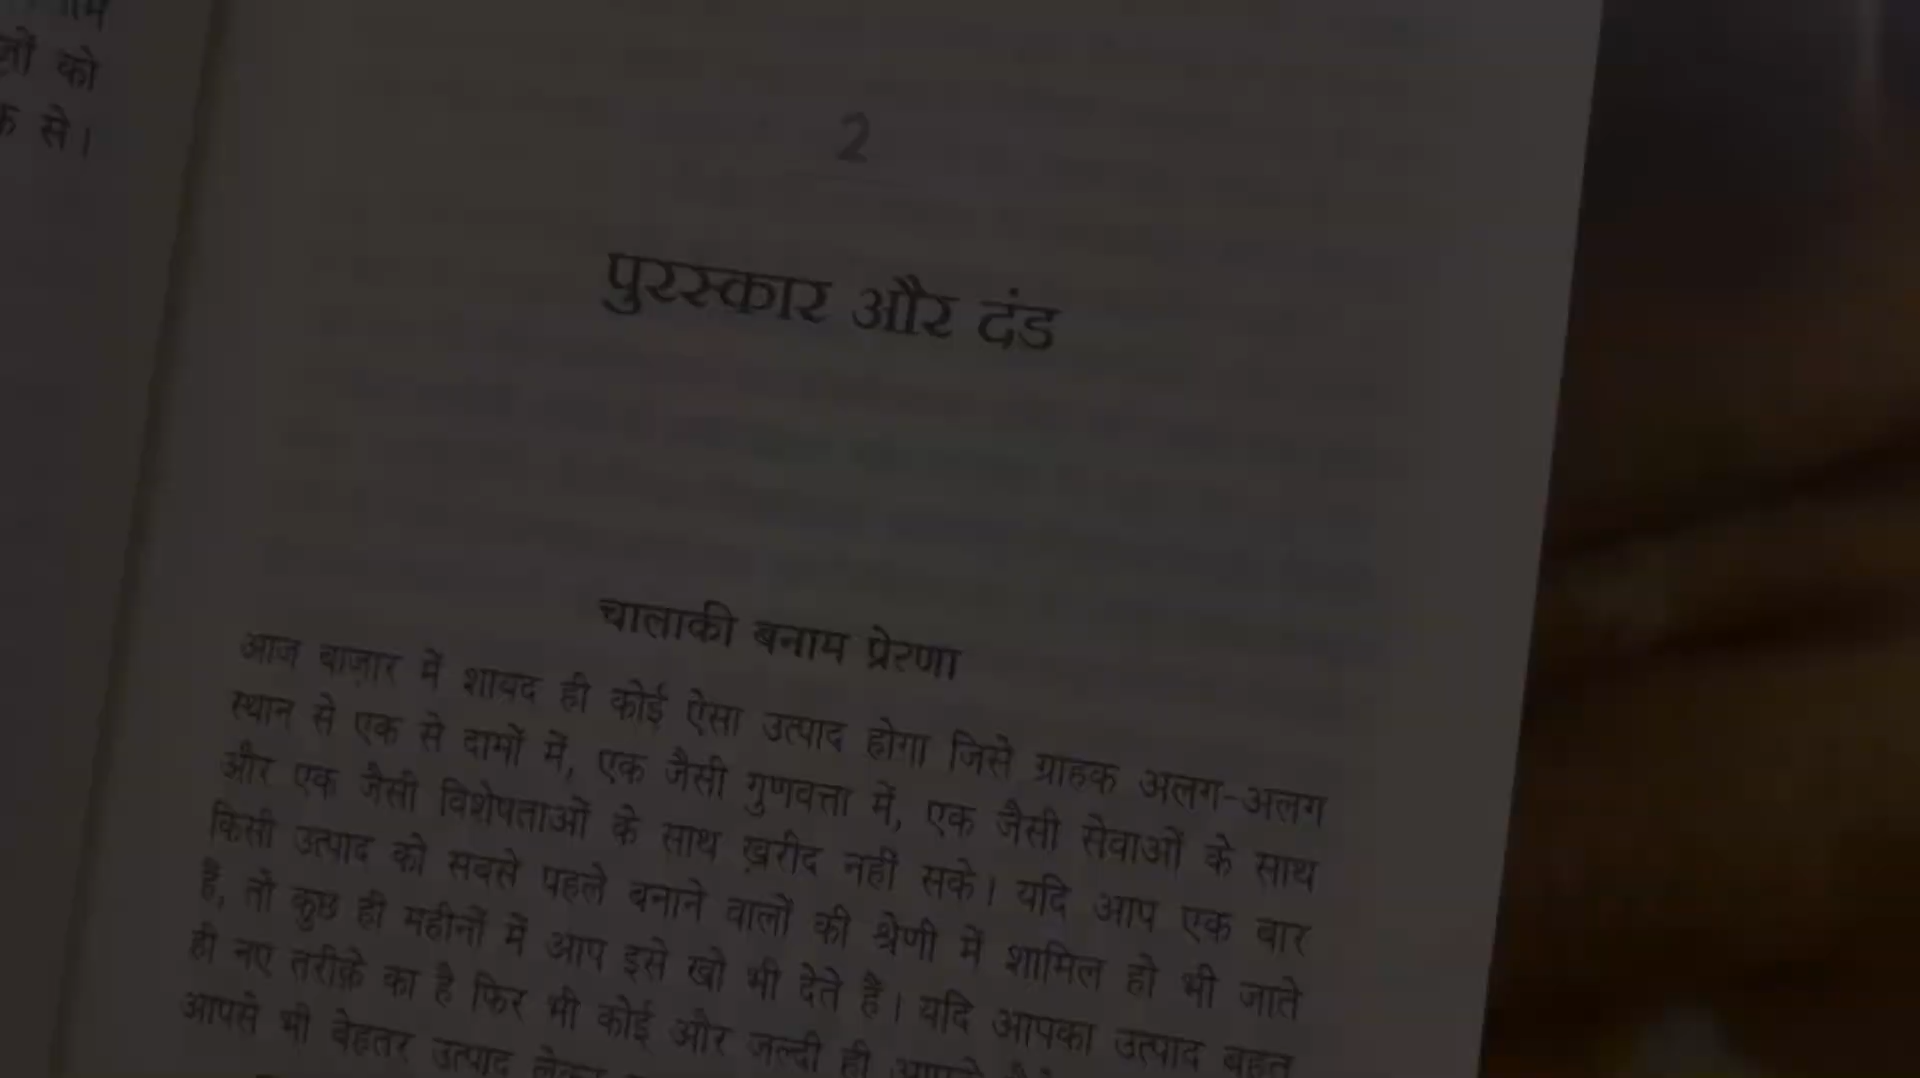 ों को
से।
2
पुरस्कार और दंड
चालाकी बनाम प्रेरणा
आज बाज़ार में शायद ही कोई ऐसा उत्पाद होगा जिसे ग्राहक अलग-अलग
स्थान से एक से दामों में, एक जैसी गुणवत्ता में, एक जैसी सेवाओं के साथ
और एक जैसी विशेषताओं के साथ ख़रीद नहीं सके। यदि आप एक बार
किसी उत्पाद को सबसे पहले बनाने वालों की श्रेणी में शामिल हो भी जाते
हैं, तो कुछ ही महीनों में आप इसे खो भी देते हैं। यदि आपका उत्पाद बहुत
ही नए तरीक़े का है फिर भी कोई और जल्दी ही
आपसे भी बेहतर उत्पाद लेकर